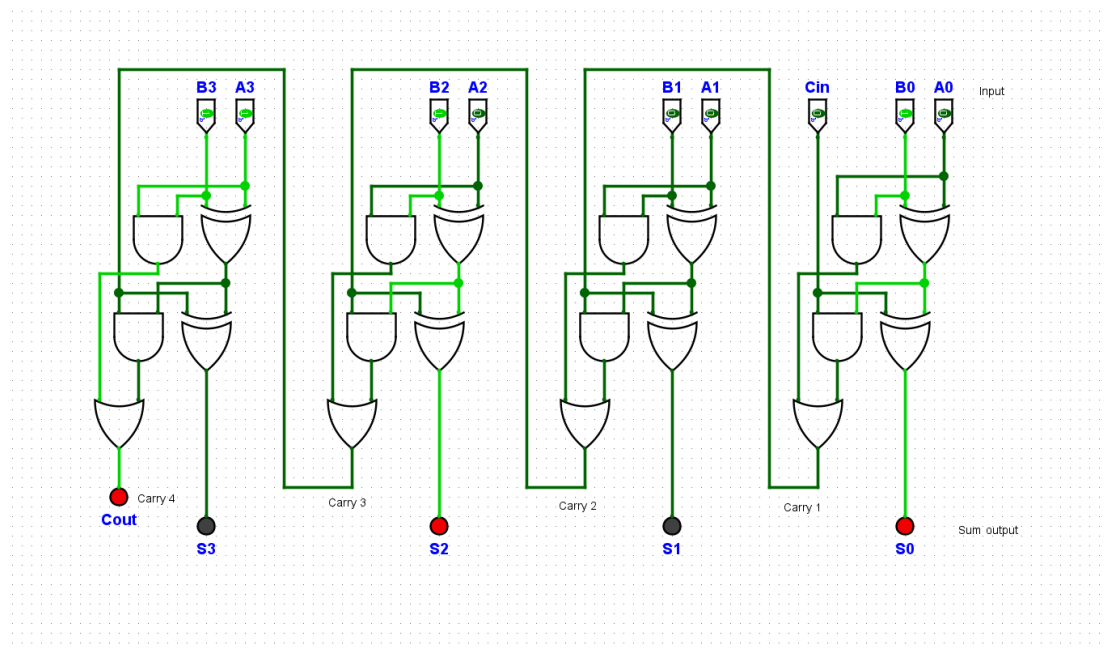 B3 A3 B2 A2 B1 A1 Cin B0 A0 Input
Carry 4 Carry 3 Carry 2 Carry 1
Cout Sum output
S3 S2 S1 S0